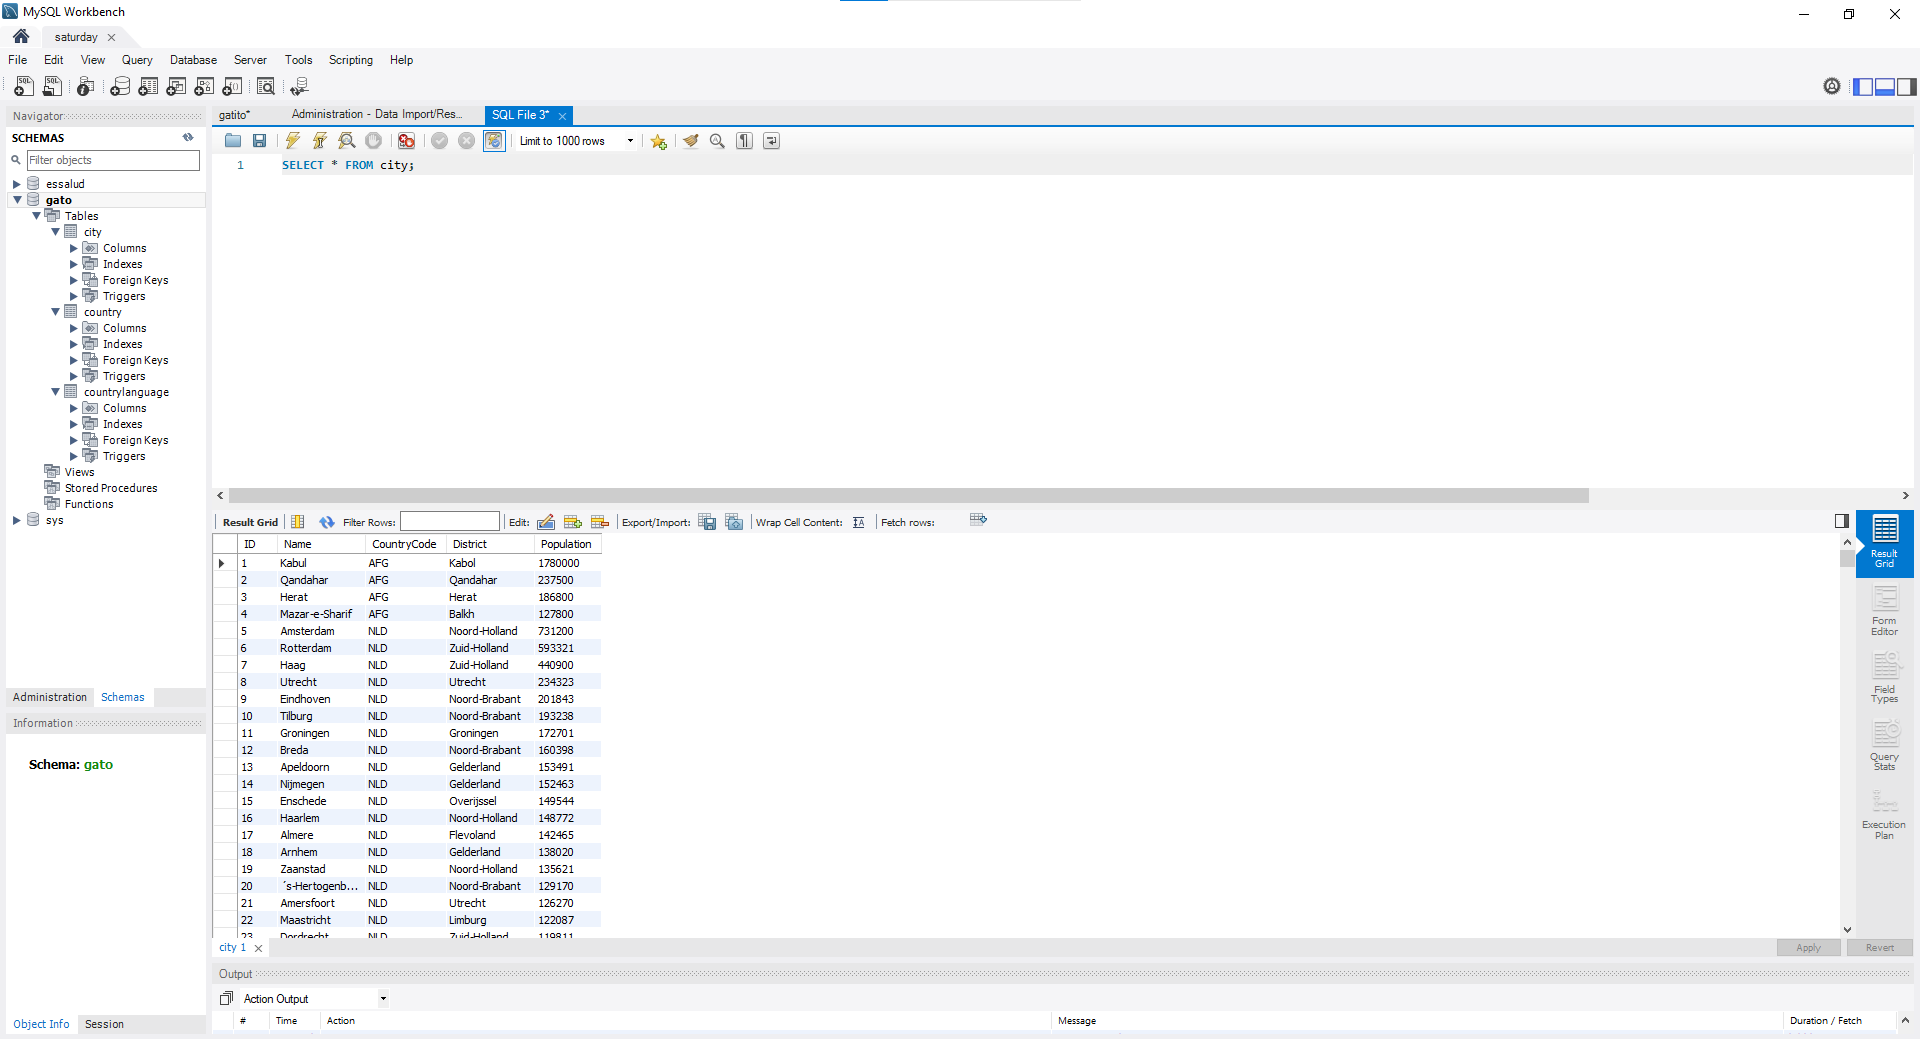 MySQL Workbench
saturday
File Edit View Query Database Server Tools Scripting Help
Navigator
SCHEMAS
Filter objects
essalud
gato
Tables
city
Columns
Indexes
Foreign Keys
Triggers
country
Columns
Indexes
Foreign Keys
Triggers
countrylanguage
Columns
Indexes
Foreign Keys
Triggers
Views
Stored Procedures
Functions
sys
Administration Schemas
Information
Schema: gato
Object Info Session
gatito* Administration - Data Import/Res... SQL File 3*
Limit to 1000 rows
1 SELECT * FROM city;
Result Grid Filter Rows: Edit: Export/Import: Wrap Cell Content: Fetch rows:
ID Name CountryCode District Population
1 Kabul AFG Kabol 1780000
2 Qandahar AFG Qandahar 237500
3 Herat AFG Herat 186800
4 Mazar-e-Sharif AFG Balkh 127800
5 Amsterdam NLD Noord-Holland 731200
6 Rotterdam NLD Zuid-Holland 593321
7 Haag NLD Zuid-Holland 440900
8 Utrecht NLD Utrecht 234323
9 Eindhoven NLD Noord-Brabant 201843
10 Tilburg NLD Noord-Brabant 193238
11 Groningen NLD Groningen 172701
12 Breda NLD Noord-Brabant 160398
13 Apeldoorn NLD Gelderland 153491
14 Nijmegen NLD Gelderland 152463
15 Enschede NLD Overijssel 149544
16 Haarlem NLD Noord-Holland 148772
17 Almere NLD Flevoland 142465
18 Arnhem NLD Gelderland 138020
19 Zaanstad NLD Noord-Holland 135621
20 ´s-Hertogenb... NLD Noord-Brabant 129170
21 Amersfoort NLD Utrecht 126270
22 Maastricht NLD Limburg 122087
23 Dordrecht NLD Zuid-Holland 119811
Result
Grid
Form
Editor
Field
Types
Query
Stats
Execution
Plan
city 1
Apply Revert
Output
Action Output
# Time Action Message Duration / Fetch